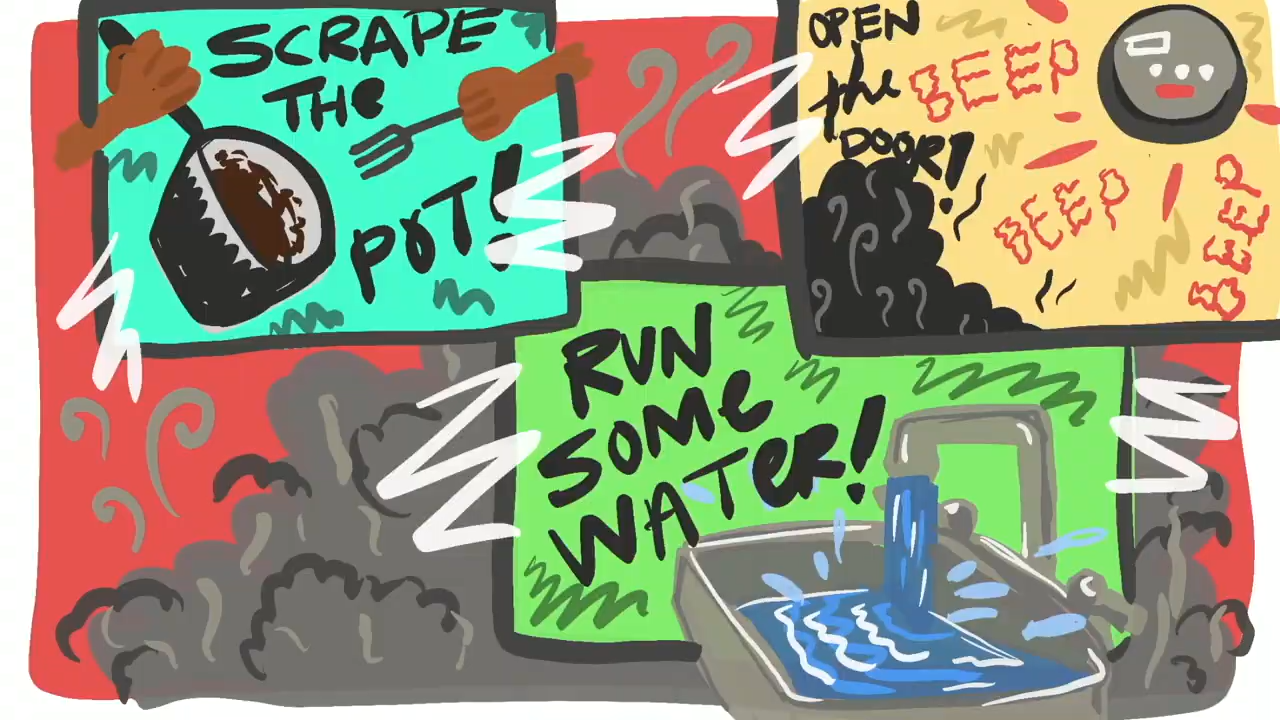 SCRAPE
THe
POT!
OPEN
the
DOOR!
BEEP
BEEP
BEEP
RUN
SOMe
WATeR!